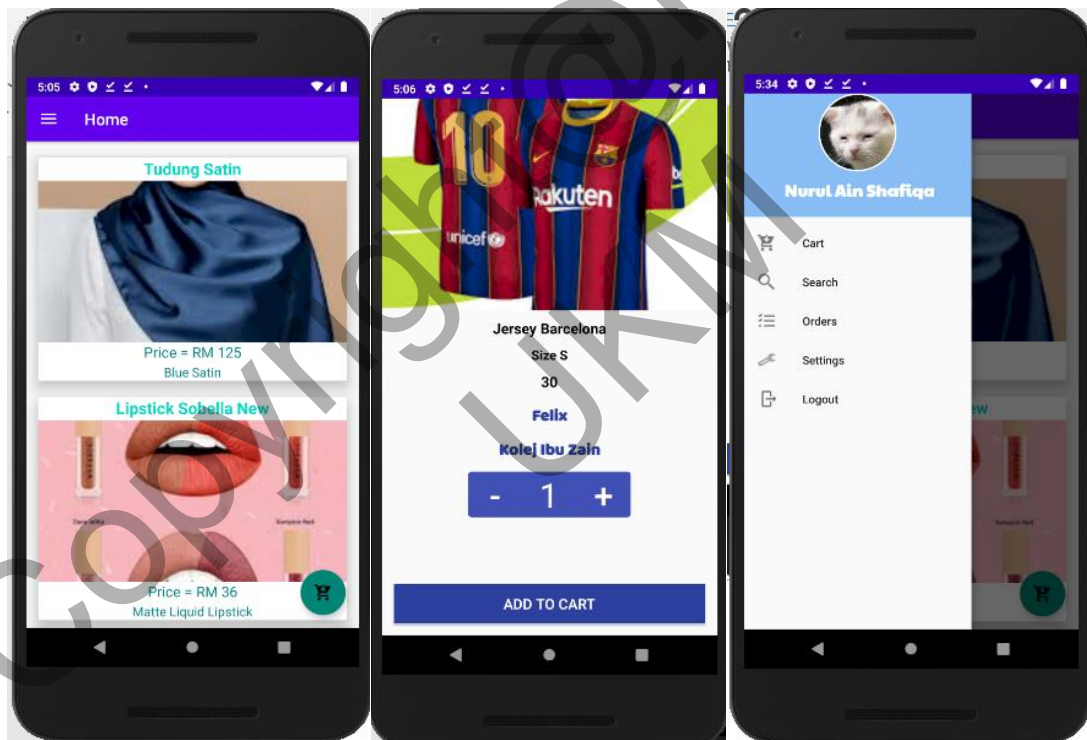 5:05
Home
Tudung Satin
Price = RM 125
Blue Satin
Lipstick Sobella New
Vampire Red
Price = RM 36
Matte Liquid Lipstick
5:06
10
Rakuten
unicef
Jersey Barcelona
Size S
30
Felix
Kolej Ibu Zain
- 1 +
ADD TO CART
5:34
Nurul Ain Shafiqa
Cart
Search
Orders
Settings
Logout
Copyright@
UKM